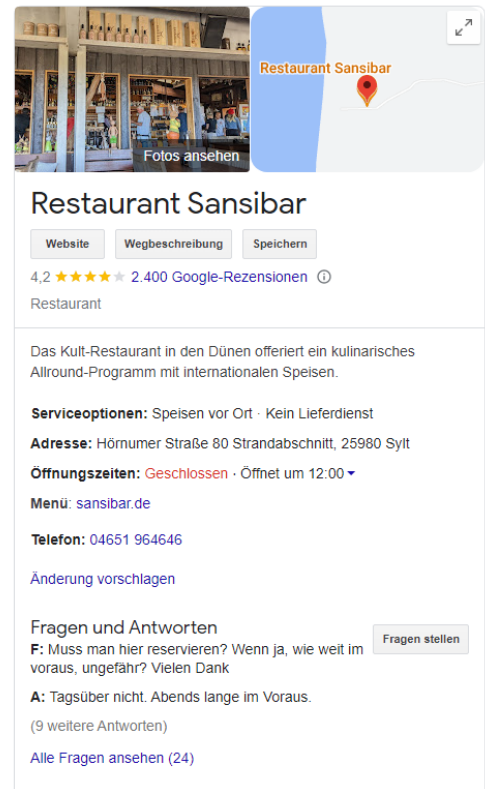 Restaurant Sansibar
Fotos ansehen
Restaurant Sansibar
Website
Wegbeschreibung
Speichern
4,2 2.400 Google-Rezensionen
Restaurant
Das Kult-Restaurant in den Dünen offeriert ein kulinarisches
Allround-Programm mit internationalen Speisen.
Serviceoptionen: Speisen vor Ort · Kein Lieferdienst
Adresse: Hörnumer Straße 80 Strandabschnitt, 25980 Sylt
Öffnungszeiten: Geschlossen · Öffnet um 12:00
Menü: sansibar.de
Telefon: 04651 964646
Änderung vorschlagen
Fragen und Antworten
Fragen stellen
F: Muss man hier reservieren? Wenn ja, wie weit im
voraus, ungefähr? Vielen Dank
A: Tagsüber nicht. Abends lange im Voraus.
(9 weitere Antworten)
Alle Fragen ansehen (24)